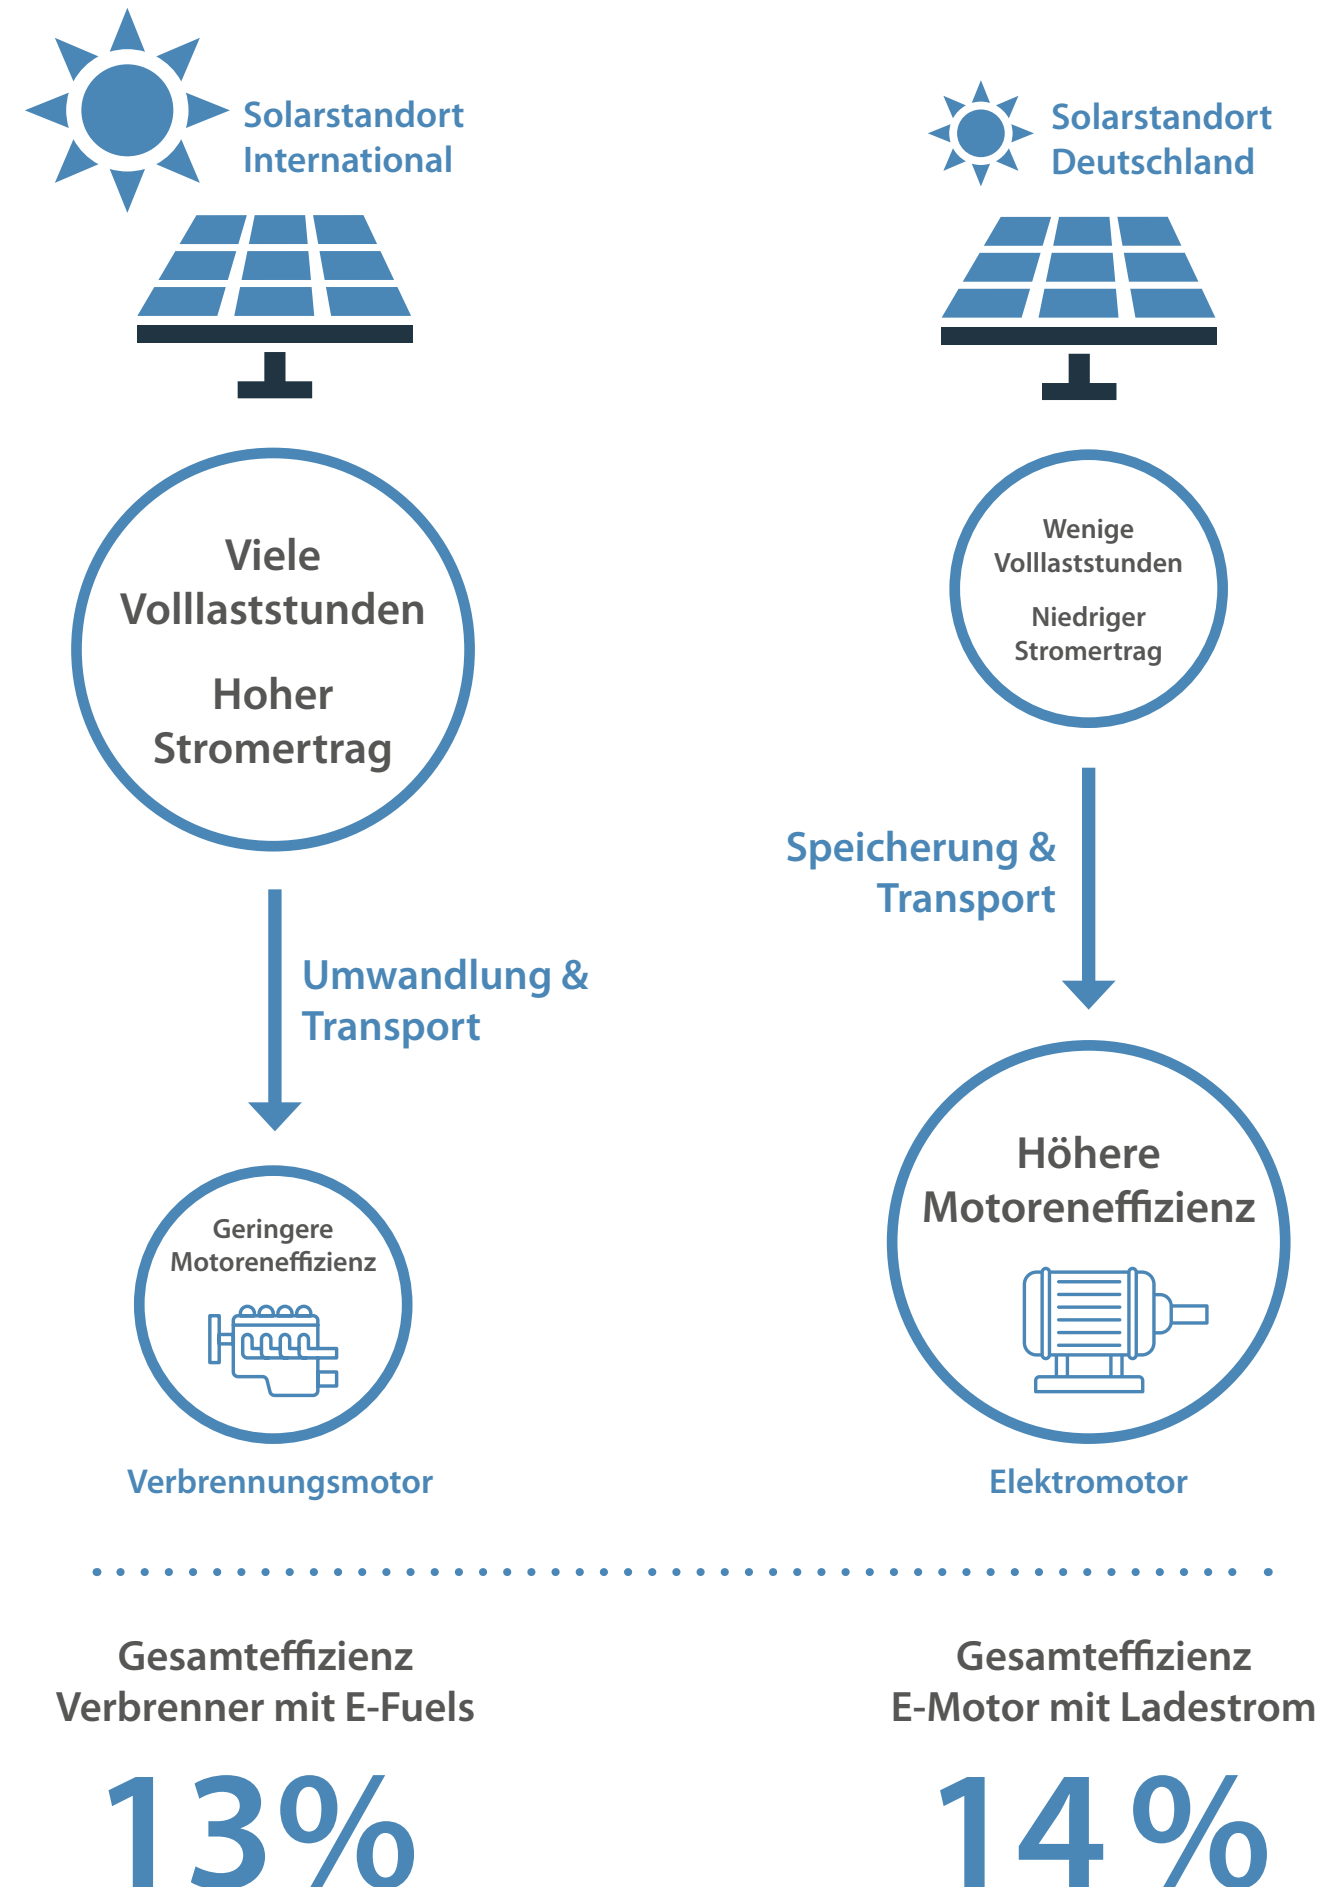 Solarstandort
International
Viele
Volllaststunden
Hoher
Stromertrag
Umwandlung &
Transport
Geringere
Motoreneffizienz
Verbrennungsmotor
Gesamteffizienz
Verbrenner mit E-Fuels
13%
Solarstandort
Deutschland
Wenige
Volllaststunden
Niedriger
Stromertrag
Speicherung &
Transport
Höhere
Motoreneffizienz
Elektromotor
Gesamteffizienz
E-Motor mit Ladestrom
14 %